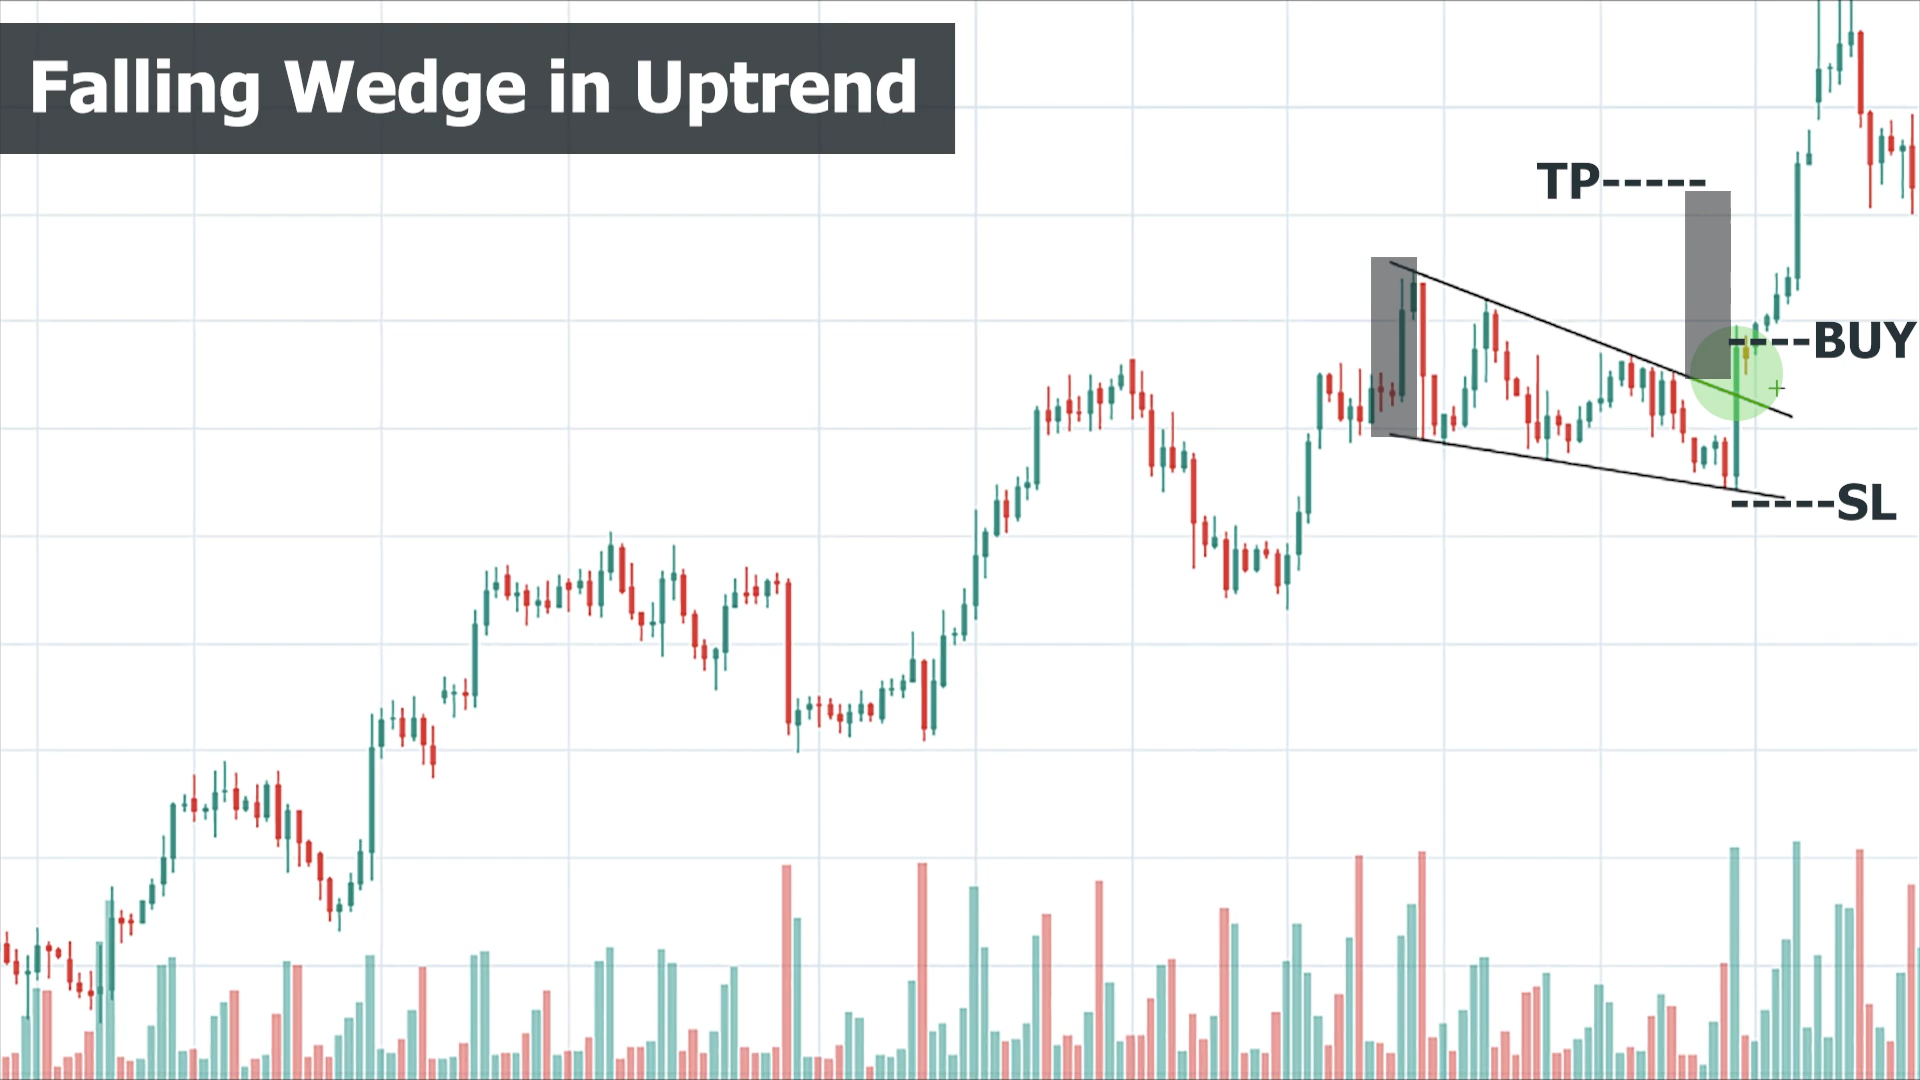 Falling Wedge in Uptrend
TP-----
----BUY
-----SL